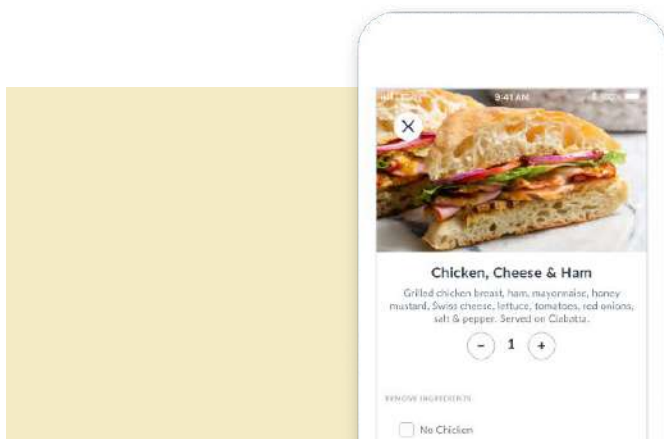 9:41 AM
Chicken, Cheese & Ham
Grilled chicken breast, ham, mayonnaise, honey
mustard, Swiss cheese, lettuce, tomatoes, red onions,
salt & pepper. Served on Ciabatta.
− 1 +
REMOVE INGREDIENTS
No Chicken